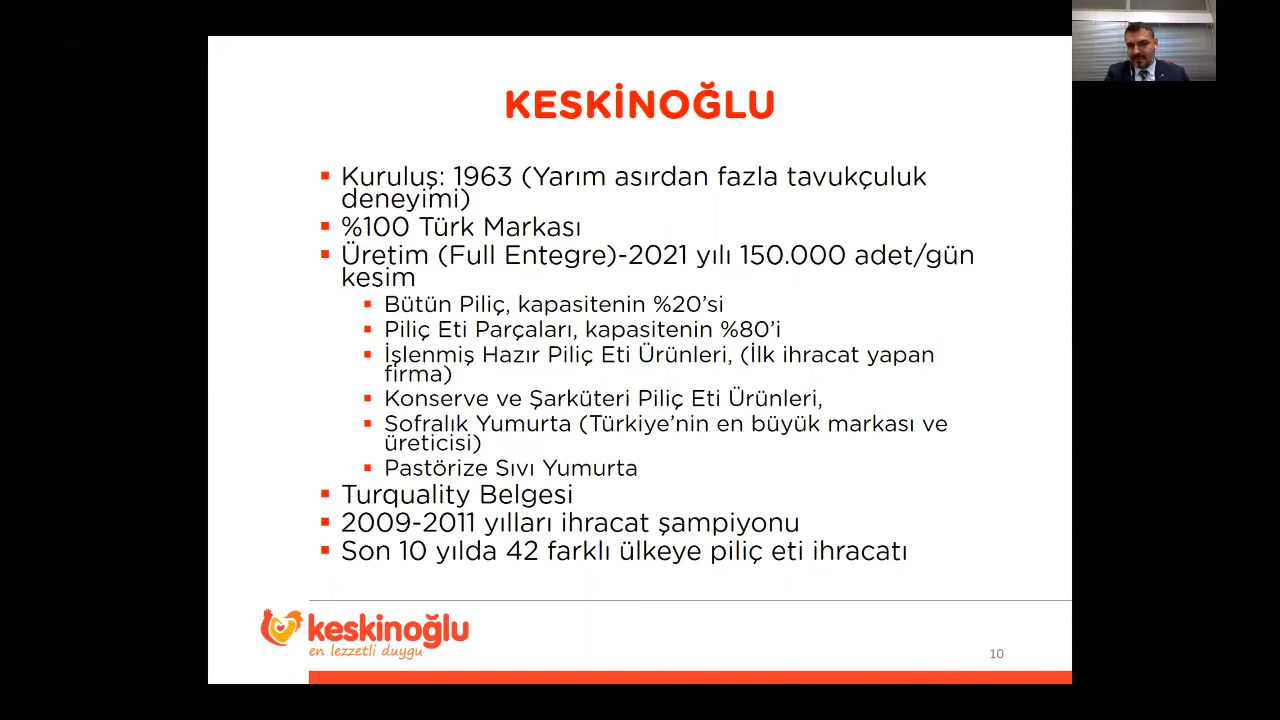 KESKİNOĞLU
Kuruluş: 1963 (Yarım asırdan fazla tavukçuluk
deneyimi)
%100 Türk Markası
Üretim (Full Entegre)-2021 yılı 150.000 adet/gün
kesim
Bütün Piliç, kapasitenin %20’si
Piliç Eti Parçaları, kapasitenin %80’i
İşlenmiş Hazır Piliç Eti Ürünleri, (İlk ihracat yapan
firma)
Konserve ve Şarküteri Piliç Eti Ürünleri,
Sofralık Yumurta (Türkiye’nin en büyük markası ve
üreticisi)
Pastörize Sıvı Yumurta
Turquality Belgesi
2009-2011 yılları ihracat şampiyonu
Son 10 yılda 42 farklı ülkeye piliç eti ihracatı
keskinoğlu
en lezzetli duygu
10